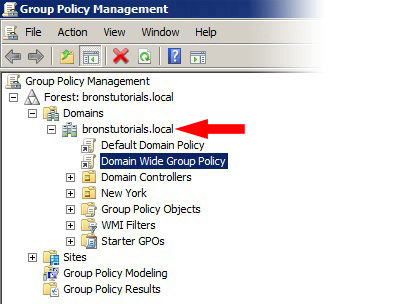 Group Policy Management
File Action View Window Help
Group Policy Management
Forest: bronstutorials.local
Domains
bronstutorials.local
Default Domain Policy
Domain Wide Group Policy
Domain Controllers
New York
Group Policy Objects
WMI Filters
Starter GPOs
Sites
Group Policy Modeling
Group Policy Results